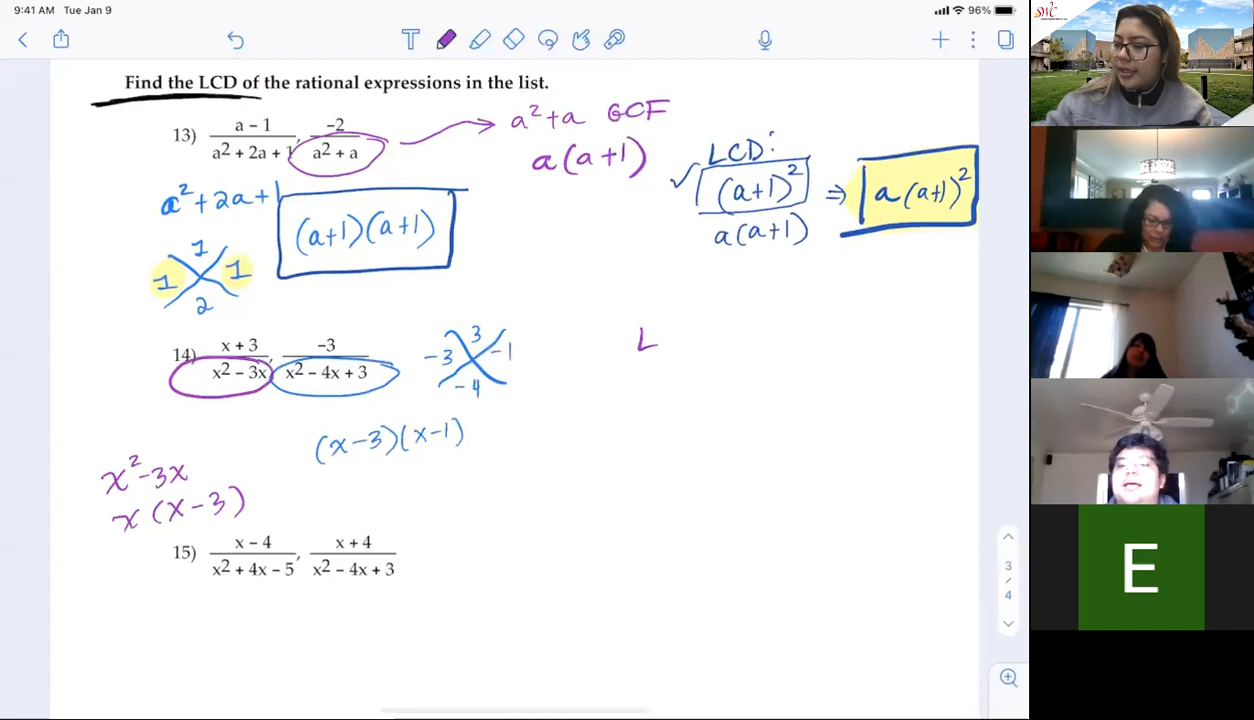 9:41 AM Tue Jan 9
96%
T
Find the LCD of the rational expressions in the list.
13) a - 1 / a2 + 2a + 1, -2 / a2 + a
a² + a GCF
a (a + 1)
LCD:
(a+1)²
a(a+1)
⇒ a(a+1)²
a² + 2a + 1
(a+1)(a+1)
1
1 1
2
14) x + 3 / x2 - 3x, -3 / x2 - 4x + 3
3
-3 -1
-4
L
(x-3)(x-1)
x² - 3x
x (x - 3)
15) x - 4 / x2 + 4x - 5, x + 4 / x2 - 4x + 3
3
/
4
SWC
E